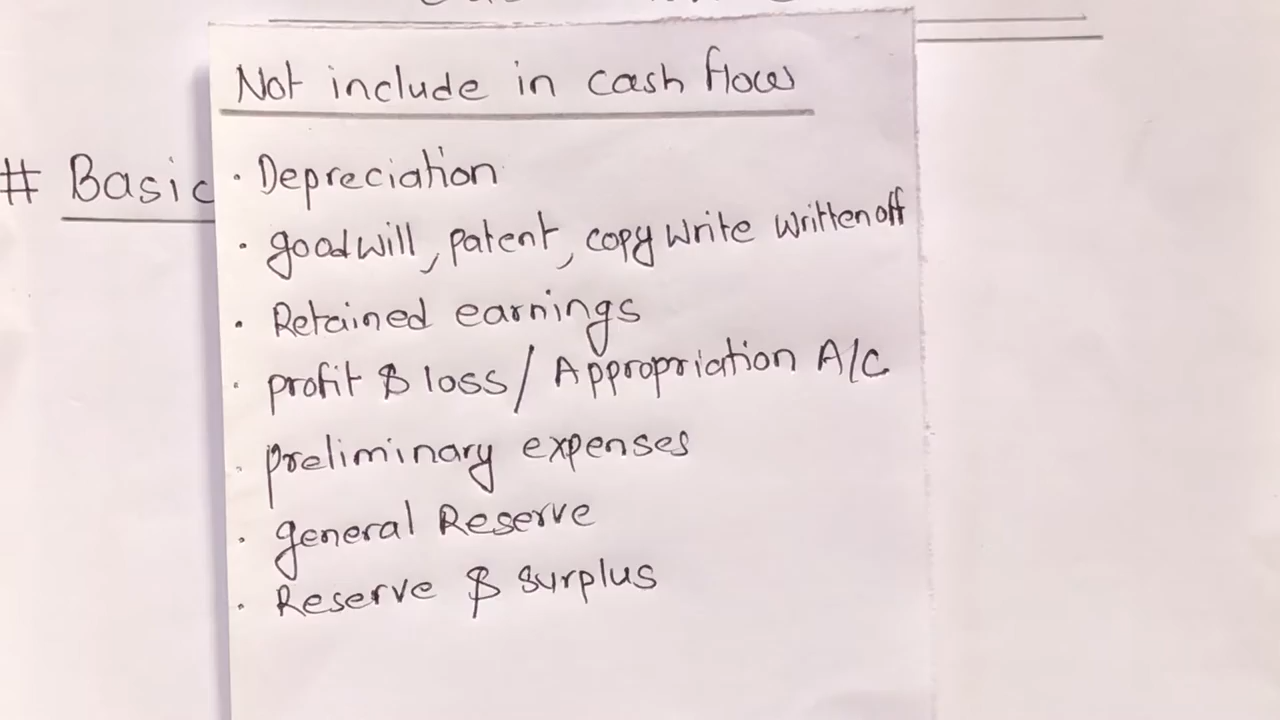 Not include in cash flow
# Basic
· Depreciation
· goodwill, patent, copy write written off
· Retained earnings
· profit & loss / Appropriation A/C
· preliminary expenses
· general Reserve
· Reserve & surplus